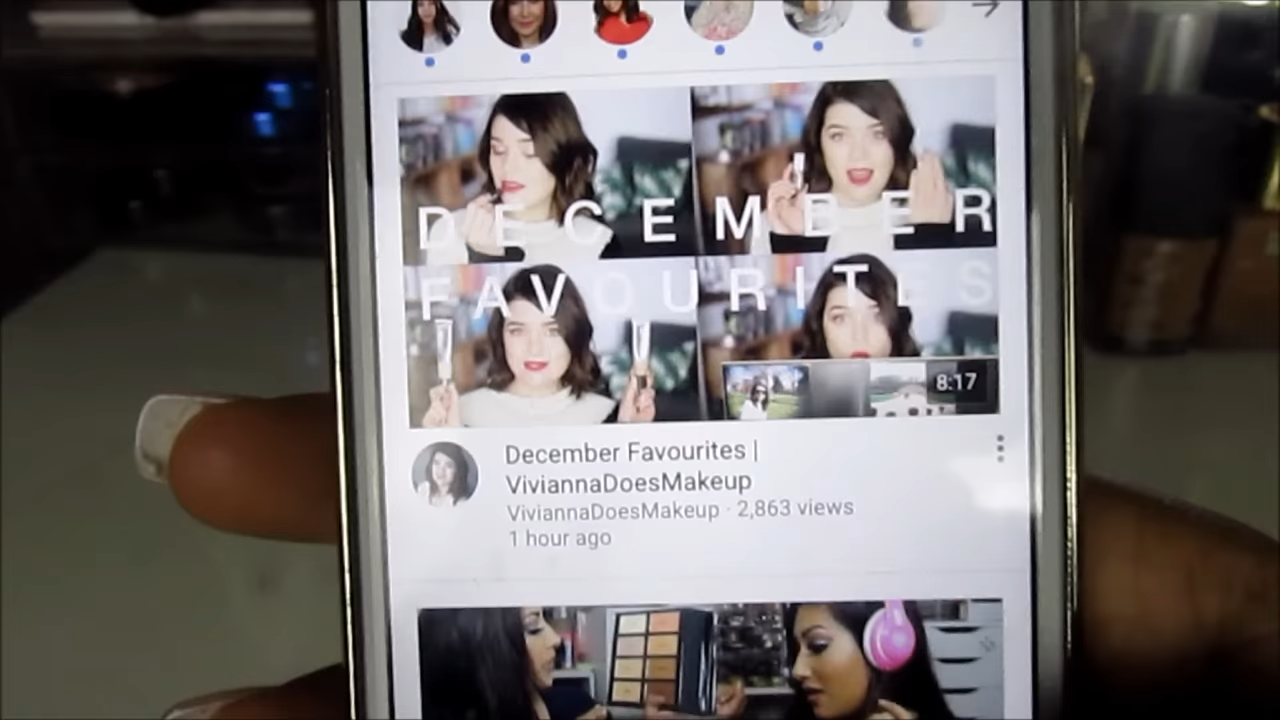 DECEMBER
FAVOURITES
8:17
December Favourites |
ViviannaDoesMakeup
ViviannaDoesMakeup · 2,863 views
1 hour ago